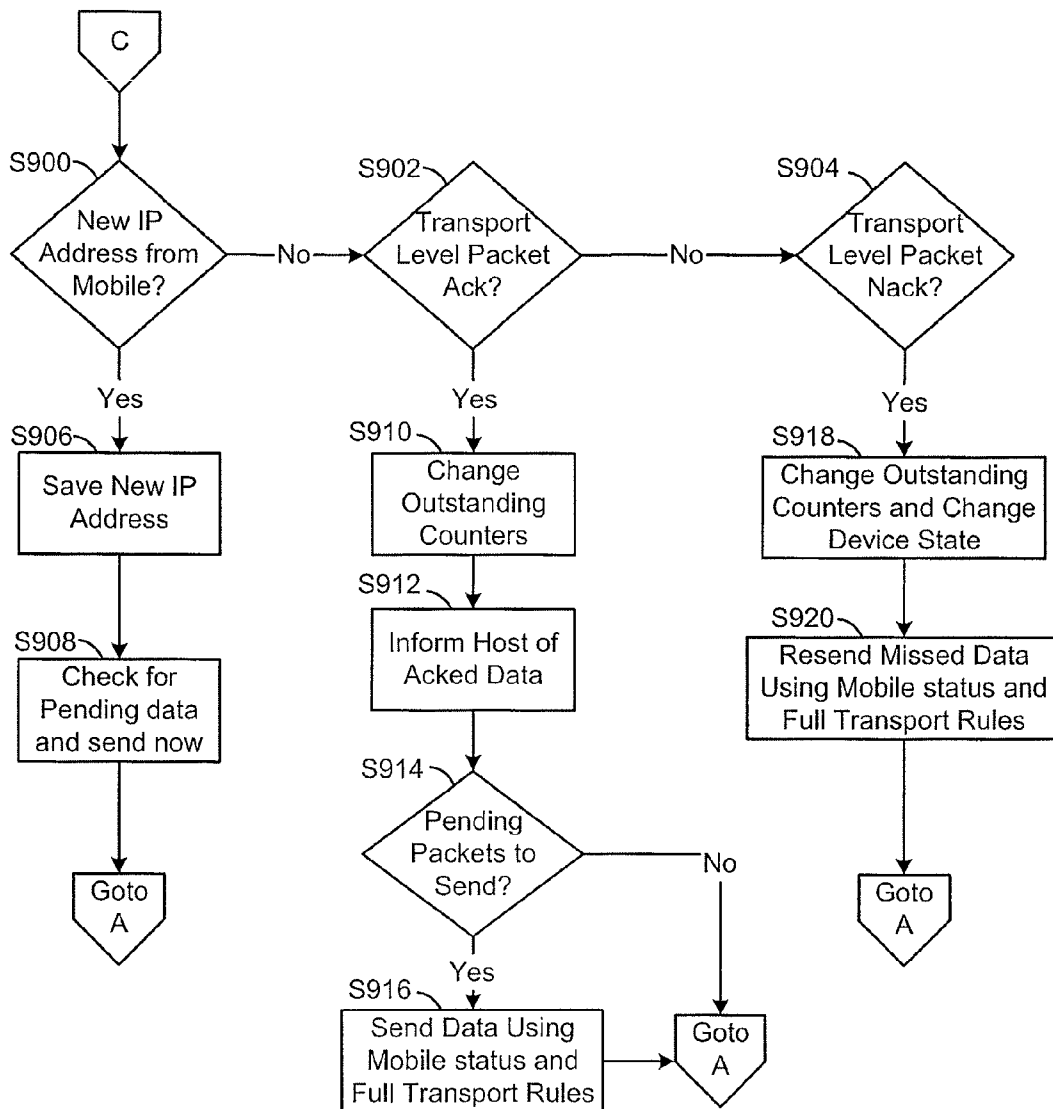 C
S900
New IP
Address from
Mobile?
No
S902
Transport
Level Packet
Ack?
No
S904
Transport
Level Packet
Nack?
Yes
Yes
Yes
S906
Save New IP
Address
S910
Change
Outstanding
Counters
S918
Change Outstanding
Counters and Change
Device State
S908
Check for
Pending data
and send now
S912
Inform Host of
Acked Data
S920
Resend Missed Data
Using Mobile status and
Full Transport Rules
S914
Pending
Packets to
Send?
No
Goto
A
Goto
A
Yes
S916
Send Data Using
Mobile status and
Full Transport Rules
Goto
A